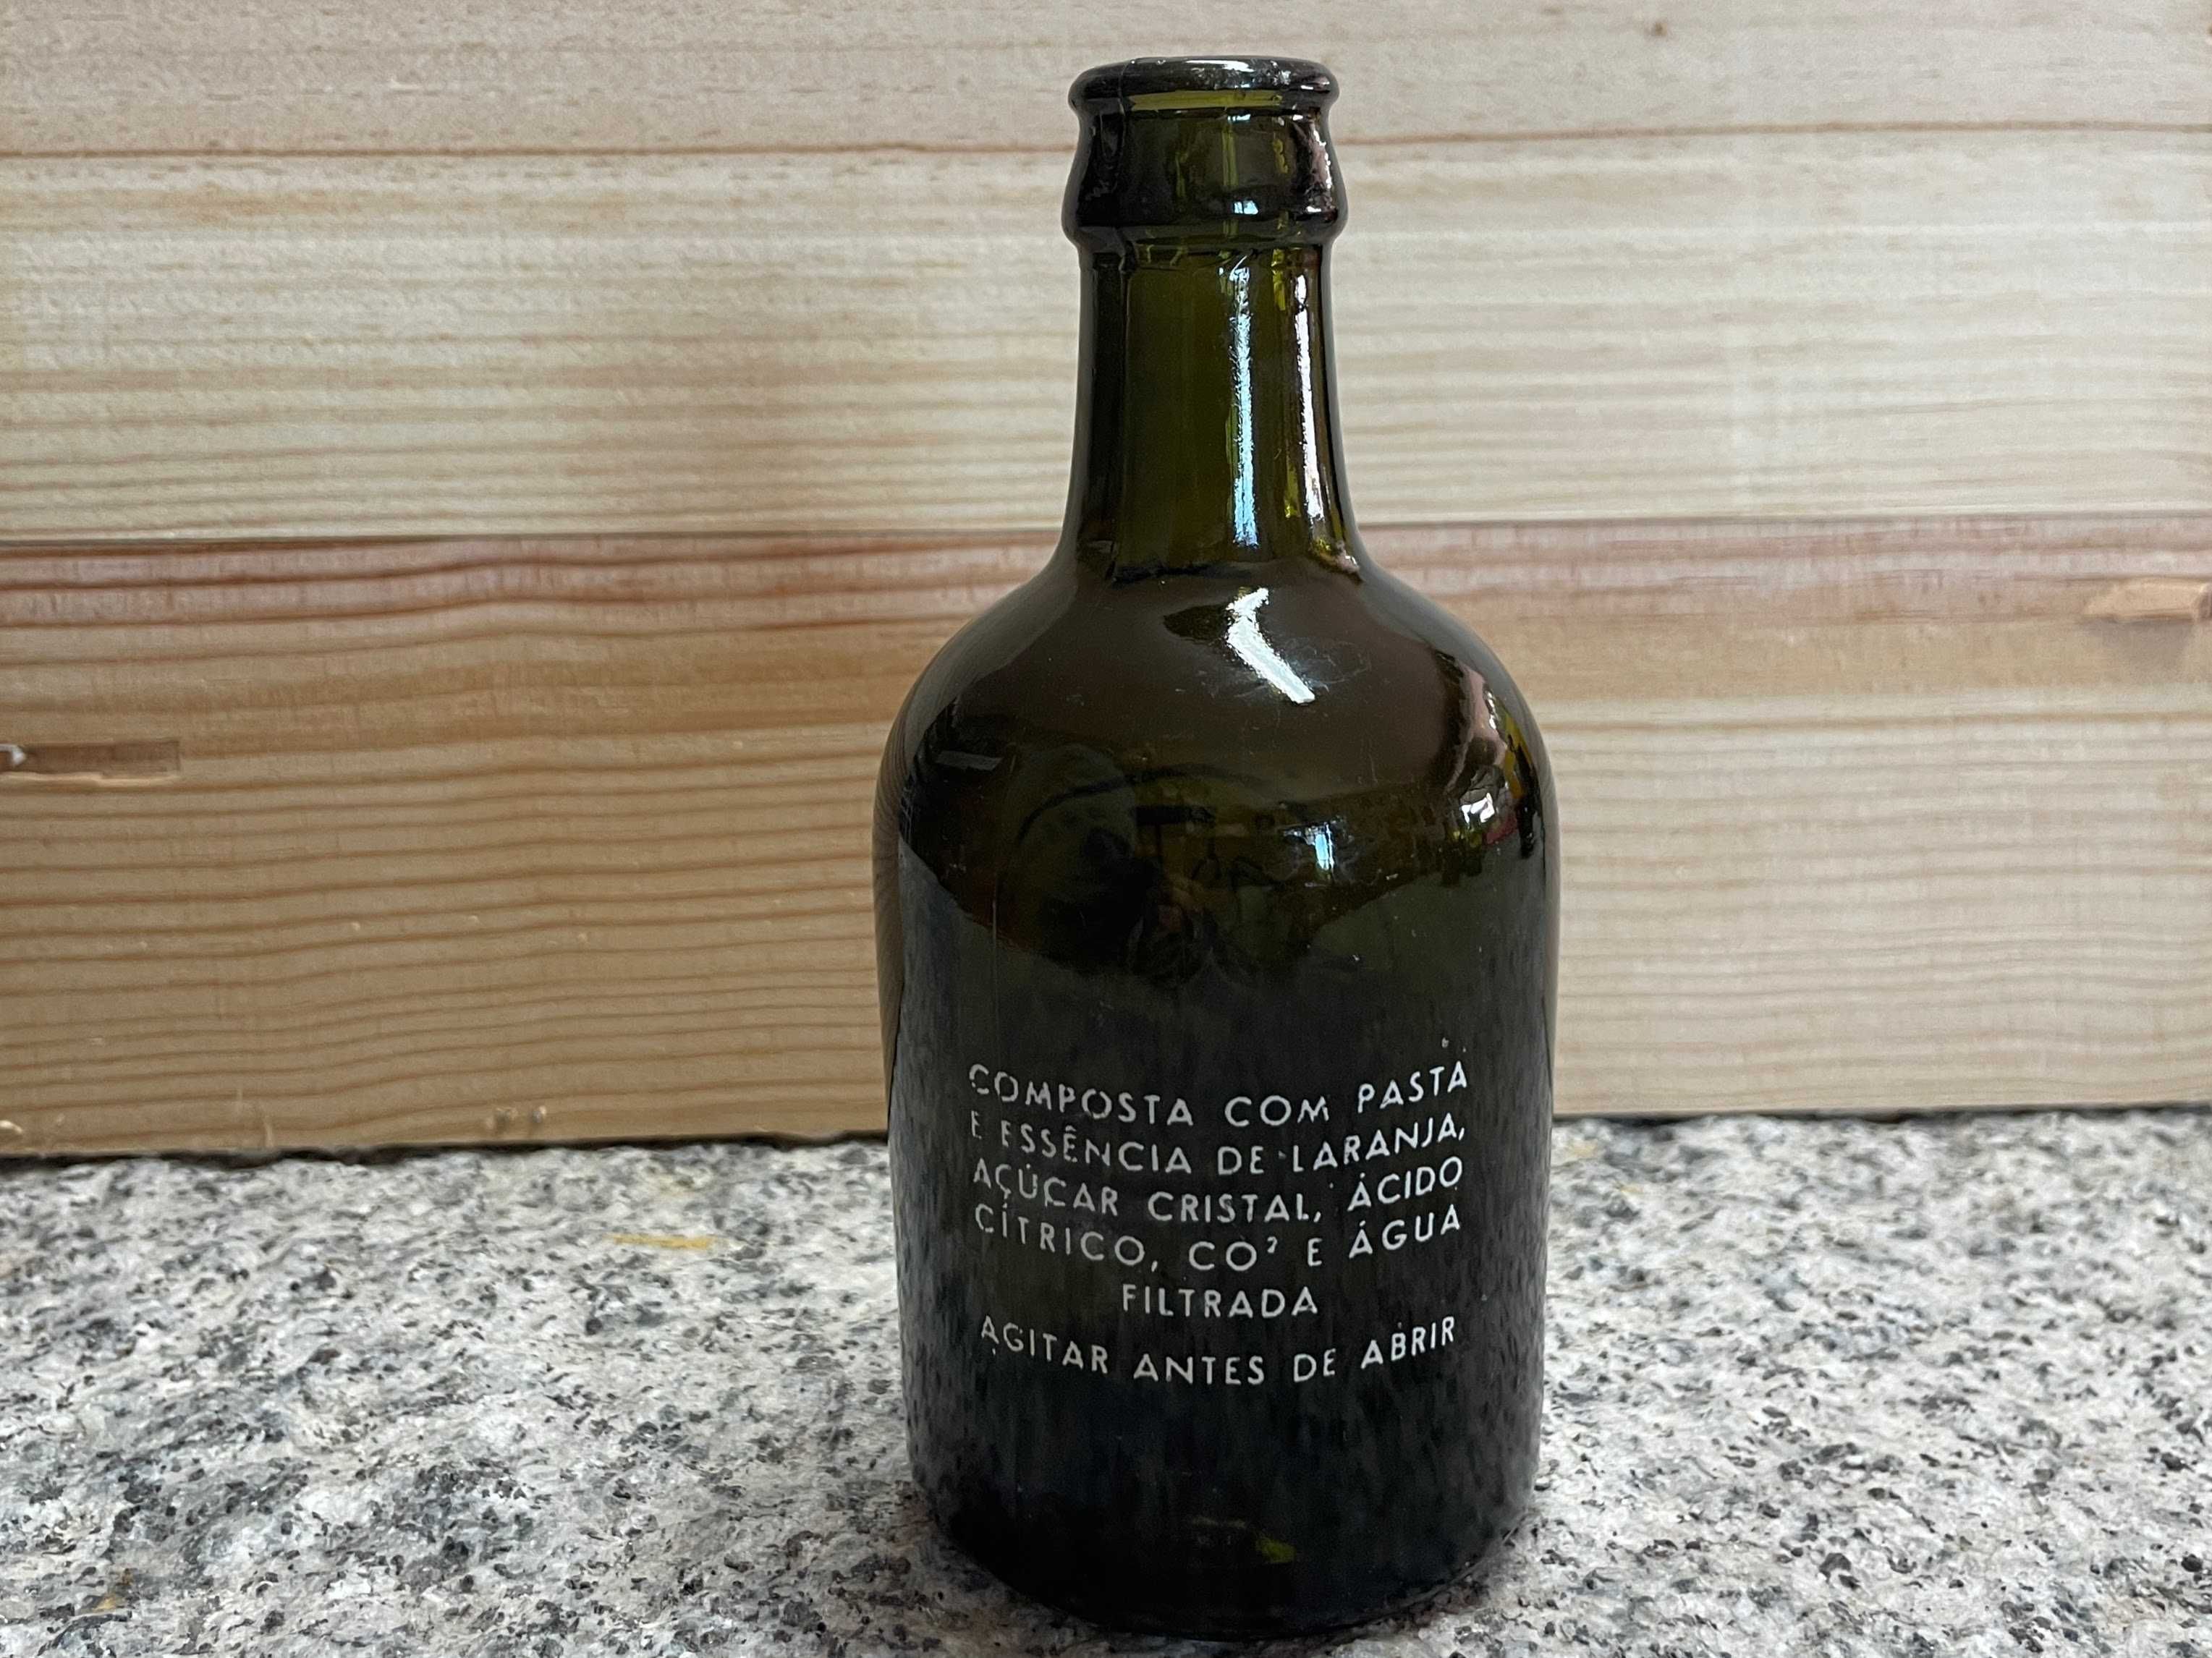 COMPOSTA COM PASTA
E ESSÊNCIA DE LARANJA,
AÇÚCAR CRISTAL, ÁCIDO
CÍTRICO, CO² E ÁGUA
FILTRADA
AGITAR ANTES DE ABRIR